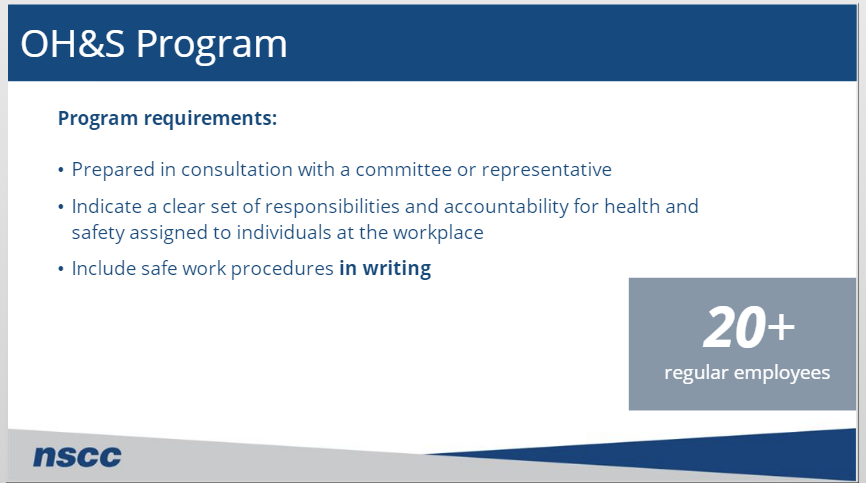 OH&S Program
Program requirements:
• Prepared in consultation with a committee or representative
• Indicate a clear set of responsibilities and accountability for health and
safety assigned to individuals at the workplace
• Include safe work procedures in writing
20+
regular employees
nscc